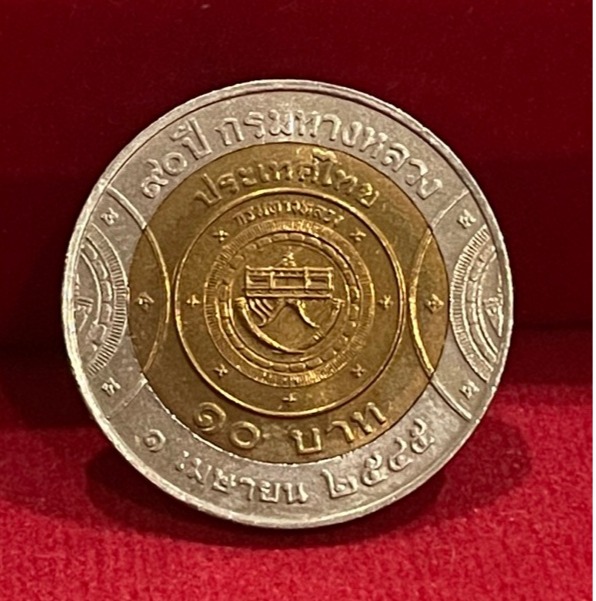 ๙๐ปี กรมทางหลวง
ประเทศไทย
กรมทางหลวง
๑๐ บาท
๑ เมษายน ๒๕๔๕